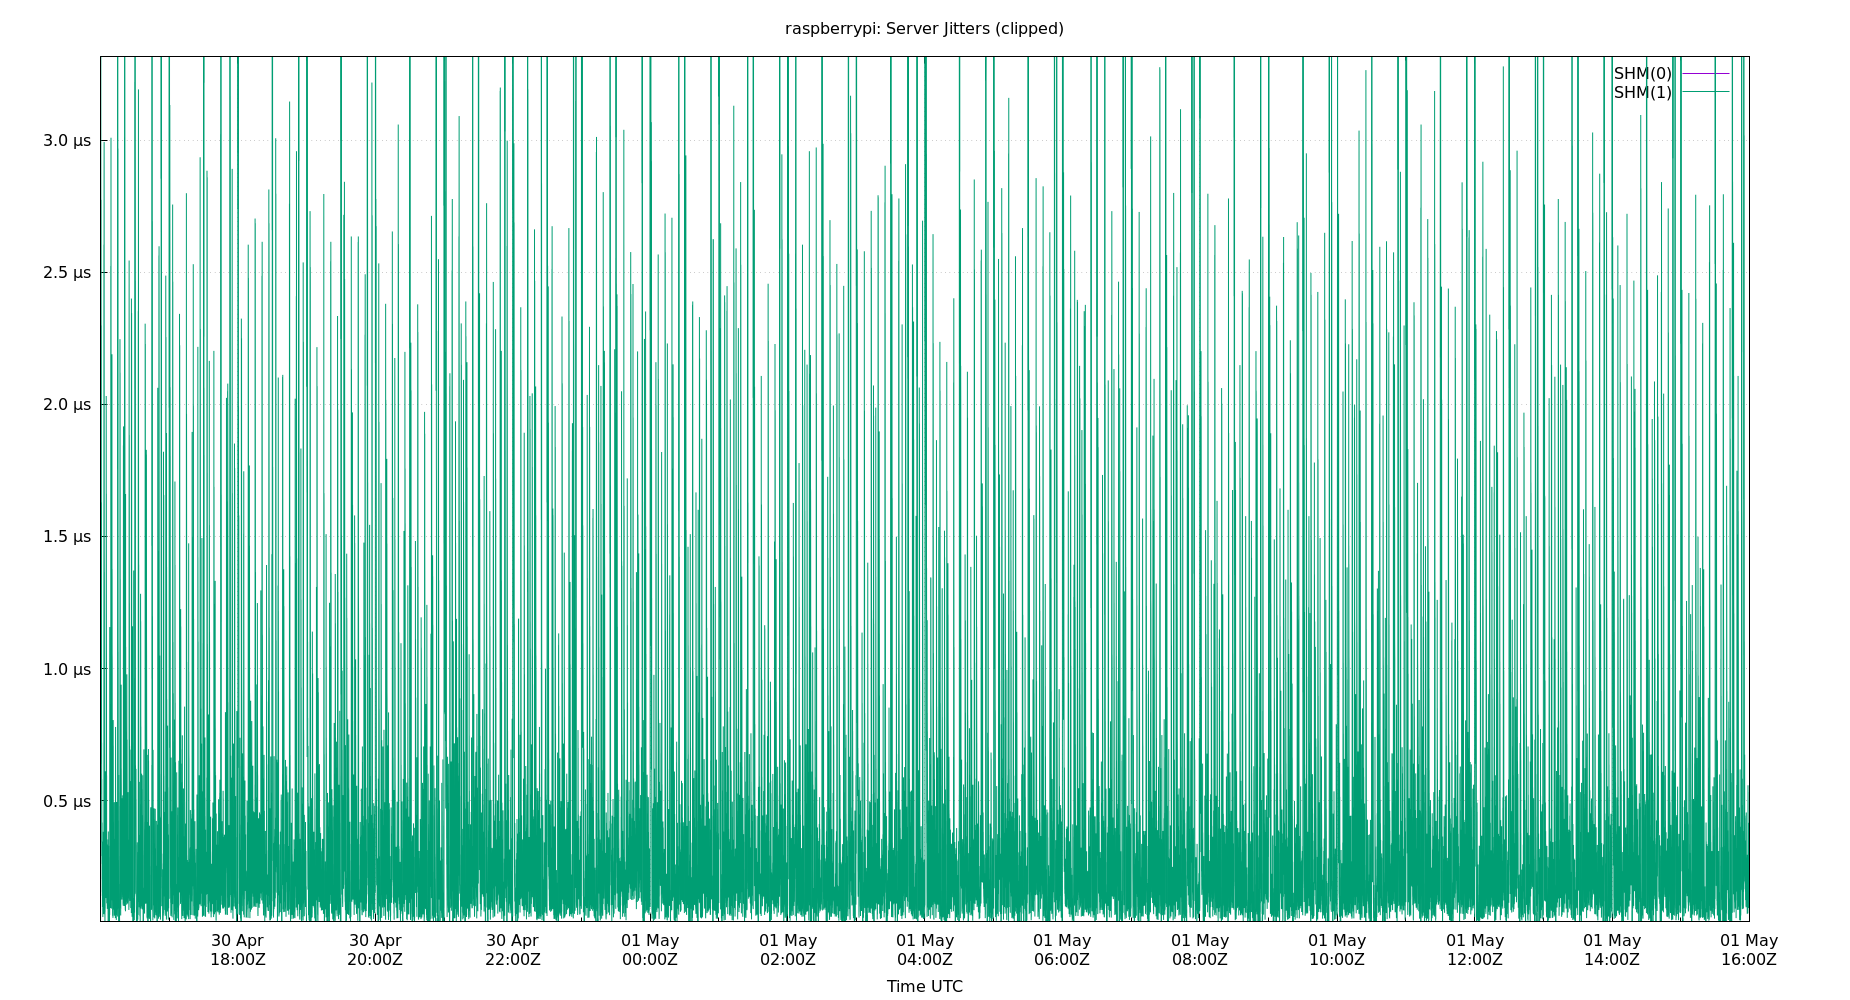 raspberrypi: Server Jitters (clipped)
SHM(0)
SHM(1)
3.0 µs
2.5 µs
2.0 µs
1.5 µs
1.0 µs
0.5 µs
30 Apr 30 Apr 30 Apr 01 May 01 May 01 May 01 May 01 May 01 May 01 May 01 May 01 May
18:00Z 20:00Z 22:00Z 00:00Z 02:00Z 04:00Z 06:00Z 08:00Z 10:00Z 12:00Z 14:00Z 16:00Z
Time UTC